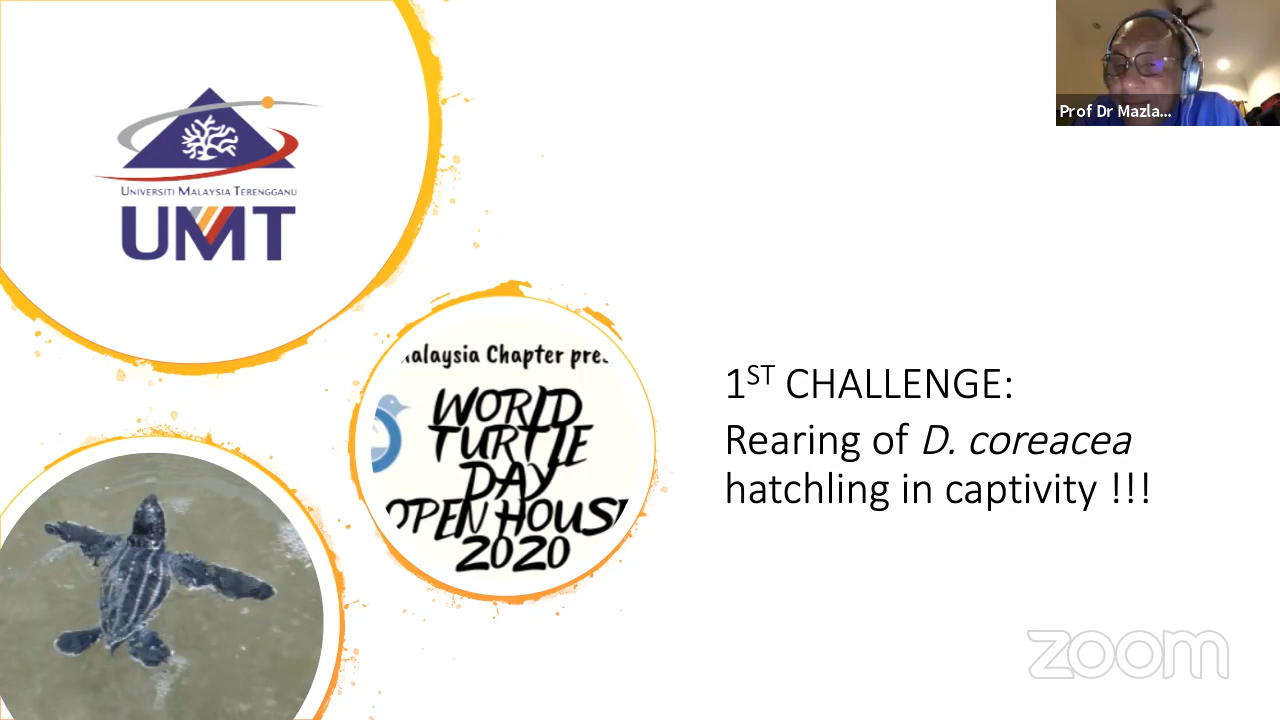 Prof Dr Mazla...
UNIVERSITI MALAYSIA TERENGGANU
UMT
alaysia Chapter pre
WORLD
TURTLE
DAY
OPEN HOUS
2020
1ST CHALLENGE:
Rearing of D. coreacea
hatchling in captivity !!!
zoom